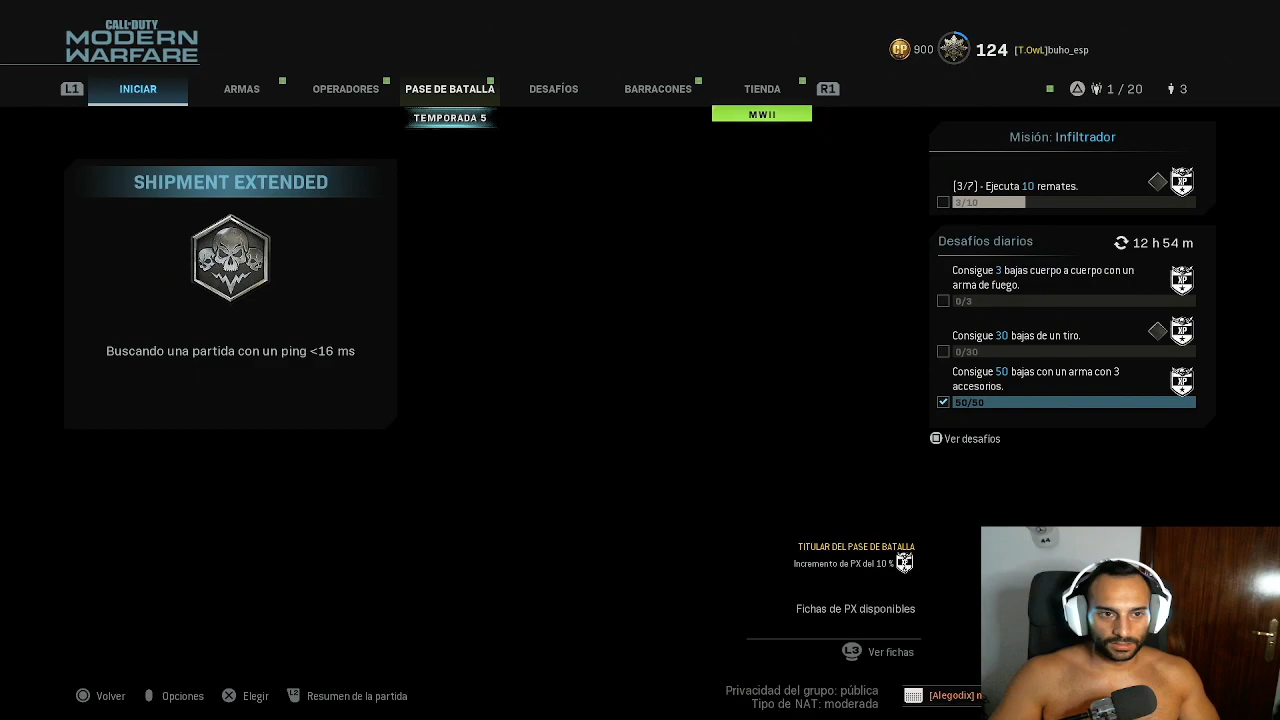 CALL OF DUTY
MODERN
WARFARE
CP 900 124 [T.OwL]buho_esp
L1 INICIAR ARMAS OPERADORES PASE DE BATALLA DESAFÍOS BARRACONES TIENDA R1
1 / 20 3
TEMPORADA 5
MWII
SHIPMENT EXTENDED
Buscando una partida con un ping <16 ms
Misión: Infiltrador
[3/7] - Ejecuta 10 remates.
XP
3/10
Desafíos diarios 12 h 54 m
Consigue 3 bajas cuerpo a cuerpo con un
arma de fuego.
XP
0/3
Consigue 30 bajas de un tiro.
XP
0/30
Consigue 50 bajas con un arma con 3
accesorios.
XP
50/50
Ver desafíos
TITULAR DEL PASE DE BATALLA
Incremento de PX del 10 %
Fichas de PX disponibles
L3 Ver fichas
Volver Opciones Elegir Resumen de la partida
Privacidad del grupo: pública
Tipo de NAT: moderada
[Alegodix] n